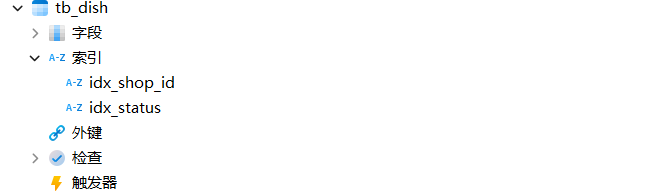 tb_dish
字段
A-Z 索引
A-Z idx_shop_id
A-Z idx_status
外键
检查
触发器